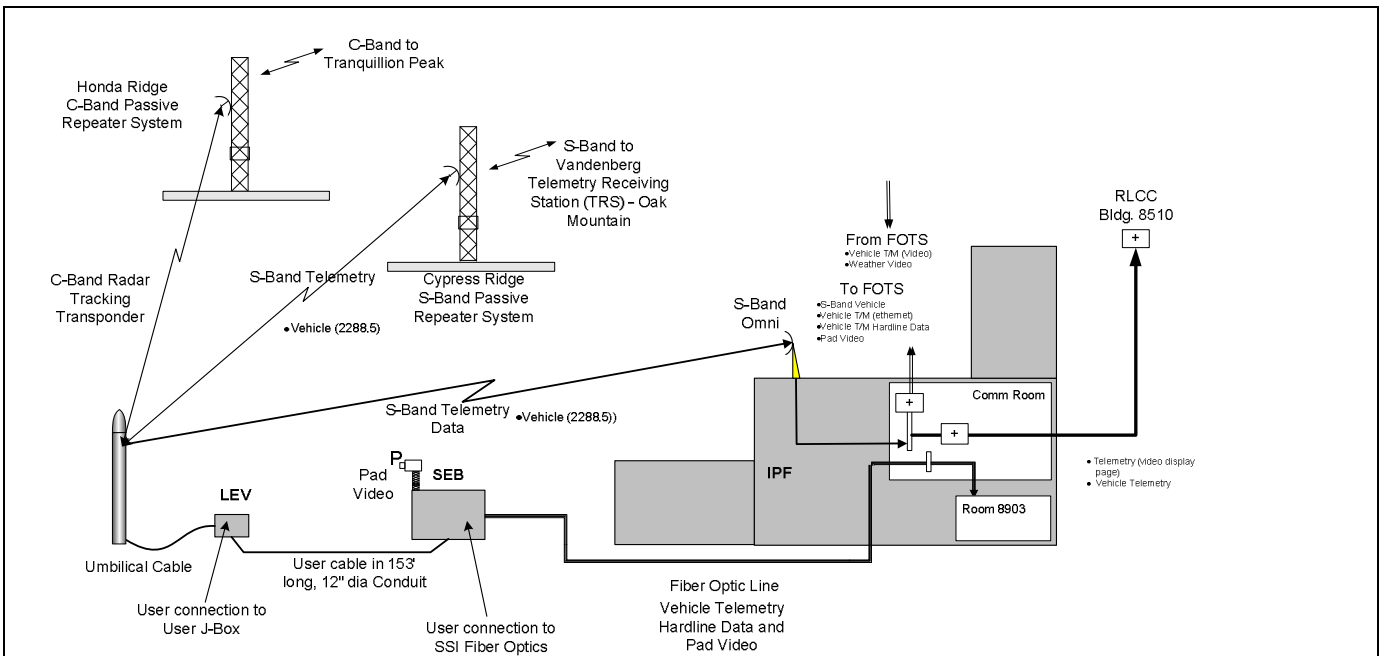 C-Band to
Tranquillion Peak
Honda Ridge
C-Band Passive
Repeater System
S-Band to
Vandenberg
Telemetry Receiving
Station (TRS) - Oak
Mountain
RLCC
Bldg. 8510
+
From FOTS
•Vehicle T/M (Video)
•Weather Video
C-Band Radar
Tracking
Transponder
S-Band Telemetry
•Vehicle (2288.5)
Cypress Ridge
S-Band Passive
Repeater System
To FOTS
•S-Band Vehicle
•Vehicle T/M (ethernet)
•Vehicle T/M Hardline Data
•Pad Video
S-Band
Omni
Comm Room
+
+
S-Band Telemetry
Data
•Vehicle (2288.5))
P
Pad
Video
SEB
IPF
• Telemetry (video display
page)
• Vehicle Telemetry
LEV
Room 8903
Umbilical Cable
User cable in 153'
long, 12" dia Conduit
User connection to
User J-Box
User connection to
SSI Fiber Optics
Fiber Optic Line
Vehicle Telemetry
Hardline Data and
Pad Video